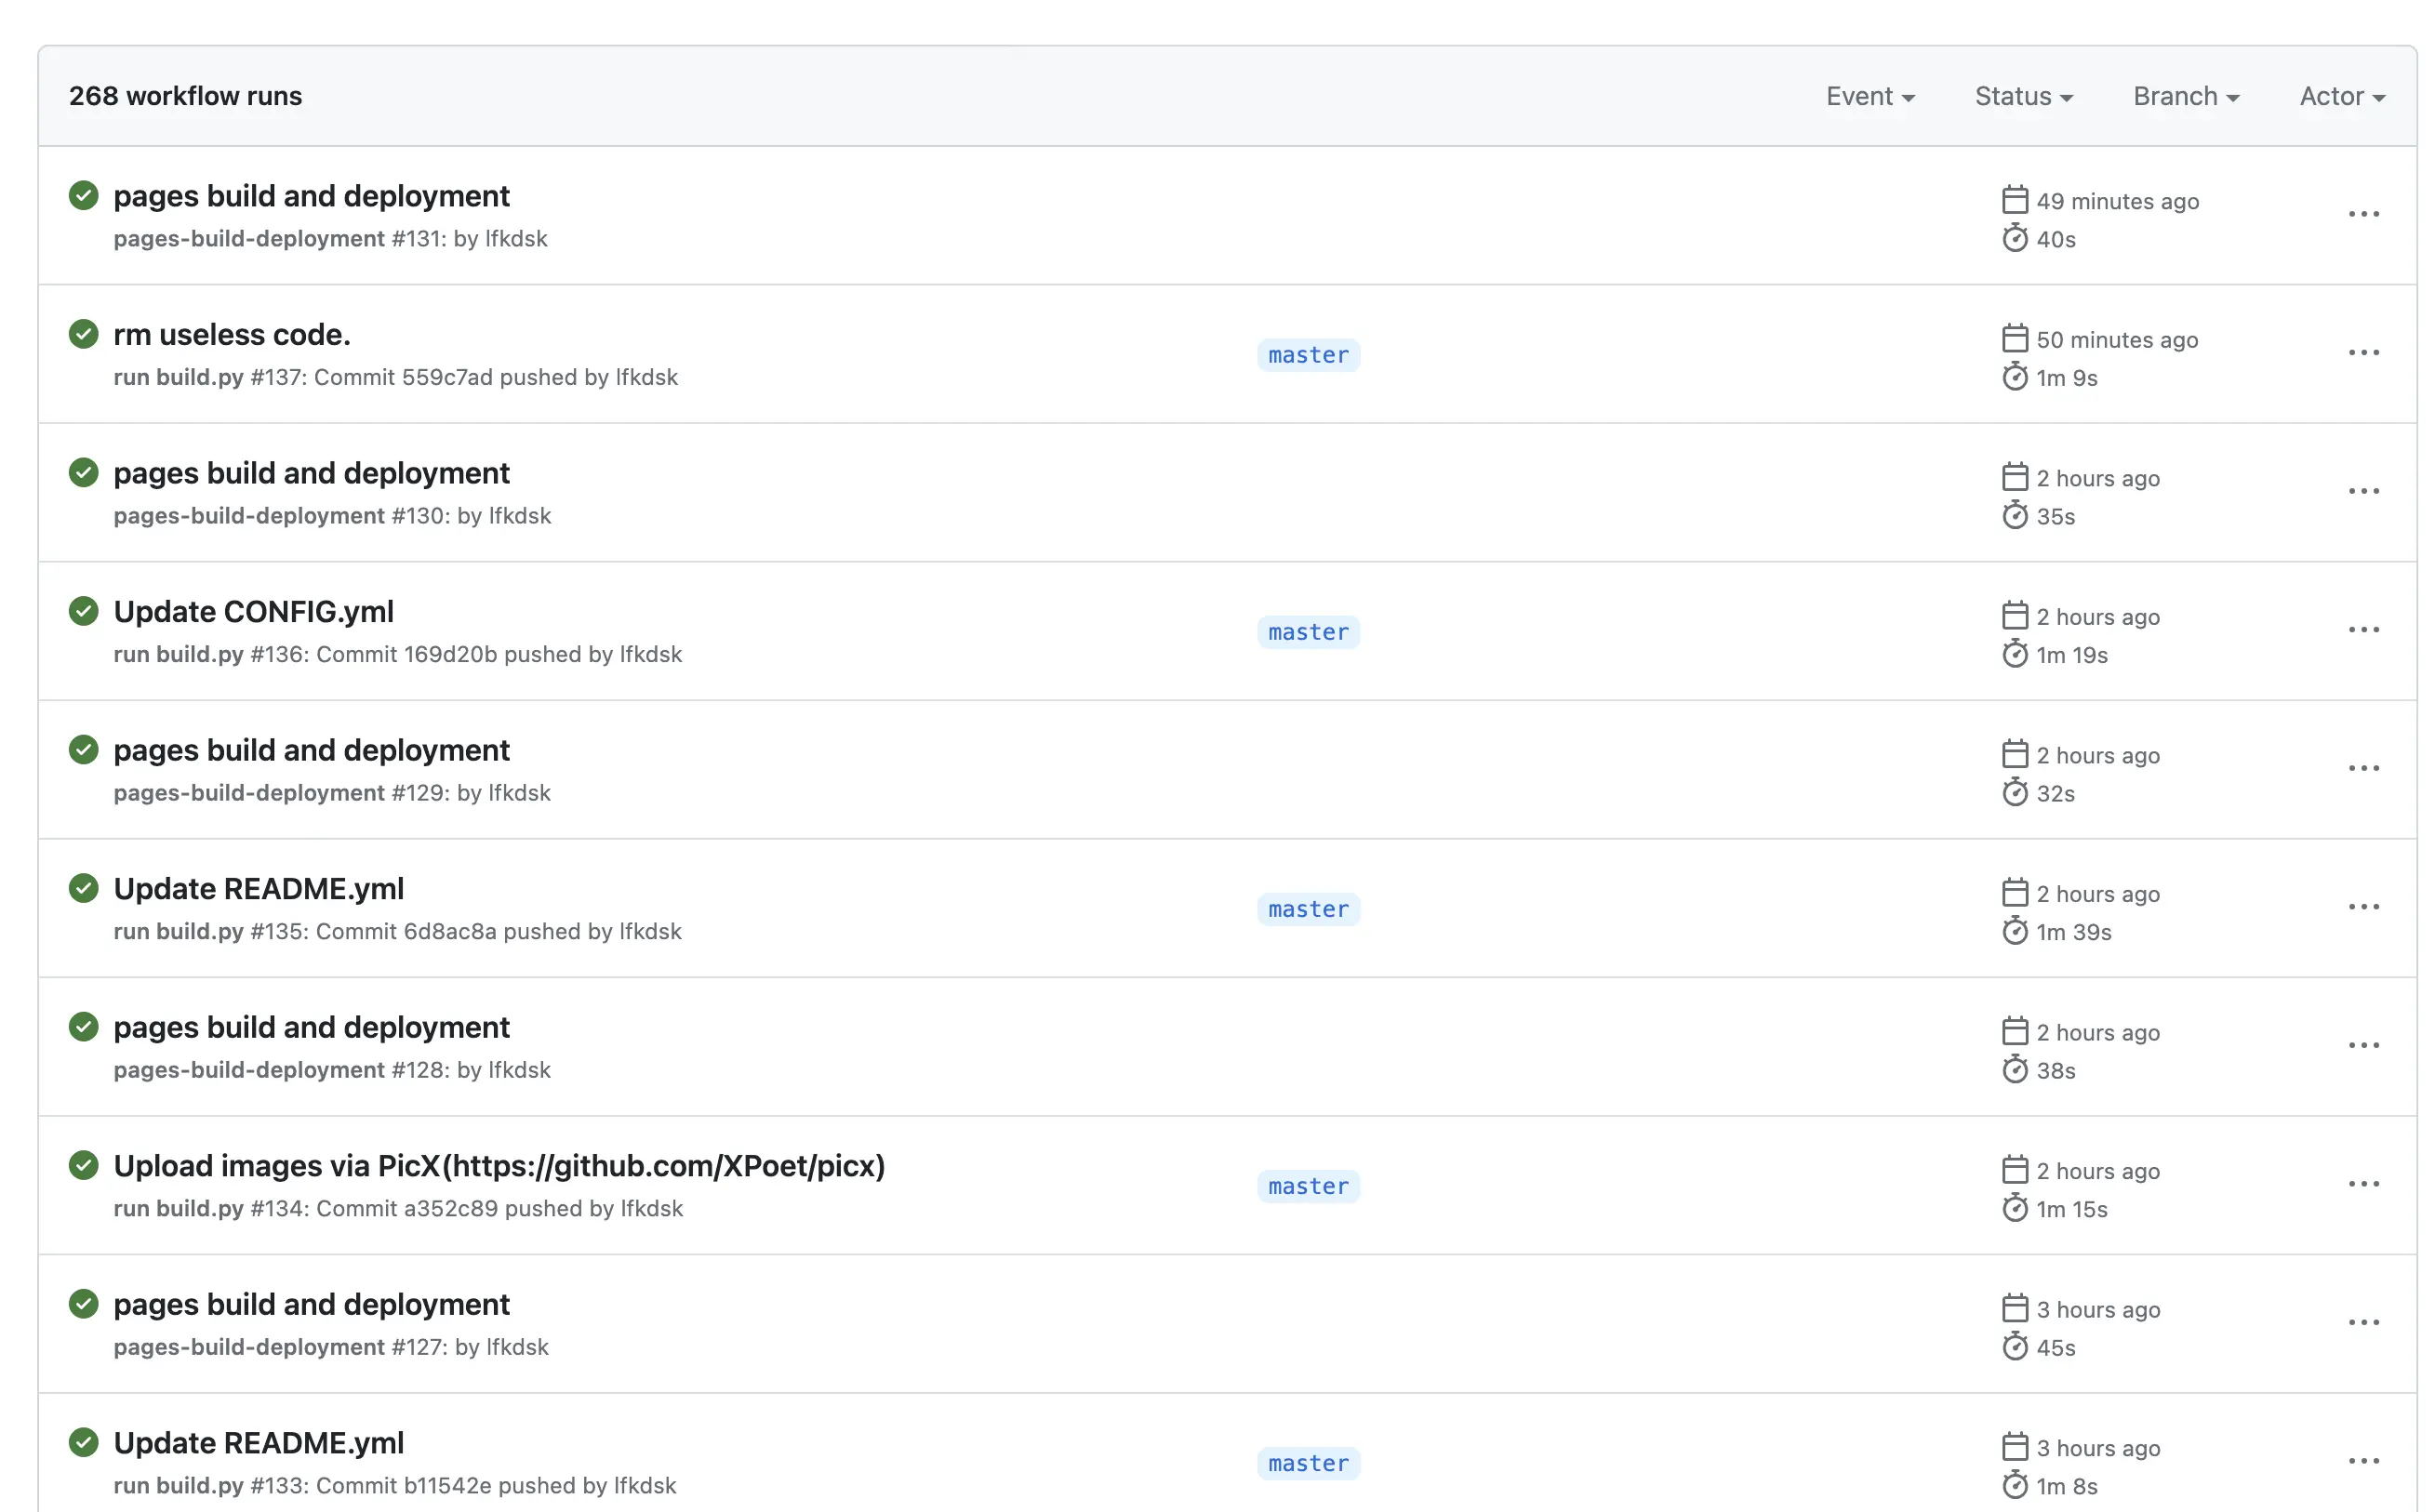 268 workflow runs
Event Status Branch Actor
pages build and deployment
pages-build-deployment #131: by lfkdsk
49 minutes ago
40s
rm useless code.
run build.py #137: Commit 559c7ad pushed by lfkdsk
master
50 minutes ago
1m 9s
pages build and deployment
pages-build-deployment #130: by lfkdsk
2 hours ago
35s
Update CONFIG.yml
run build.py #136: Commit 169d20b pushed by lfkdsk
master
2 hours ago
1m 19s
pages build and deployment
pages-build-deployment #129: by lfkdsk
2 hours ago
32s
Update README.yml
run build.py #135: Commit 6d8ac8a pushed by lfkdsk
master
2 hours ago
1m 39s
pages build and deployment
pages-build-deployment #128: by lfkdsk
2 hours ago
38s
Upload images via PicX(https://github.com/XPoet/picx)
run build.py #134: Commit a352c89 pushed by lfkdsk
master
2 hours ago
1m 15s
pages build and deployment
pages-build-deployment #127: by lfkdsk
3 hours ago
45s
Update README.yml
run build.py #133: Commit b11542e pushed by lfkdsk
master
3 hours ago
1m 8s